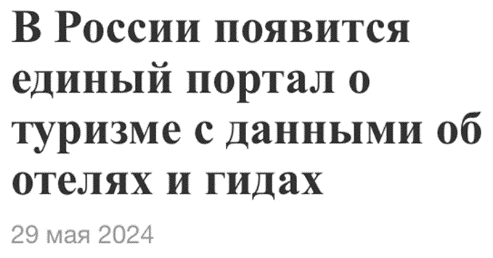 В России появится
единый портал о
туризме с данными об
отелях и гидах
29 мая 2024